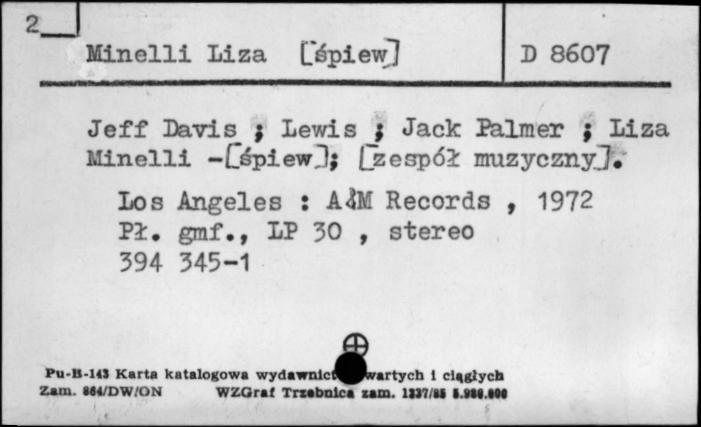 2
Minelli Liza [śpiew] D 8607
Jeff Davis ; Lewis ; Jack Palmer ; Liza
Minelli -[śpiew]; [zespół muzyczny].
Los Angeles : A&M Records , 1972
Pł. gmf., LP 30 , stereo
394 345-1
Pu-B-143 Karta katalogowa wydawnict wartych i ciągłych
Zam. 864/DW/ON WZGraf Trzebnica zam. 1337/85